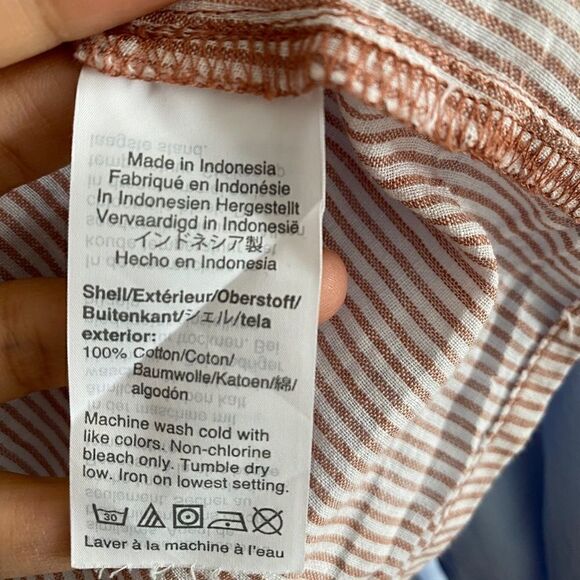 Made in Indonesia
Fabriqué en Indonésie
In Indonesien Hergestellt
Vervaardigd in Indonesië
インドネシア製
Hecho en Indonesia
Shell/Extérieur/Oberstoff/
Buitenkant/シェル/tela
exterior:
100% Cotton/Coton/
Baumwolle/Katoen/綿/
algodón
Machine wash cold with
like colors. Non-chlorine
bleach only. Tumble dry
low. Iron on lowest setting.
30
Laver à la machine à l'eau